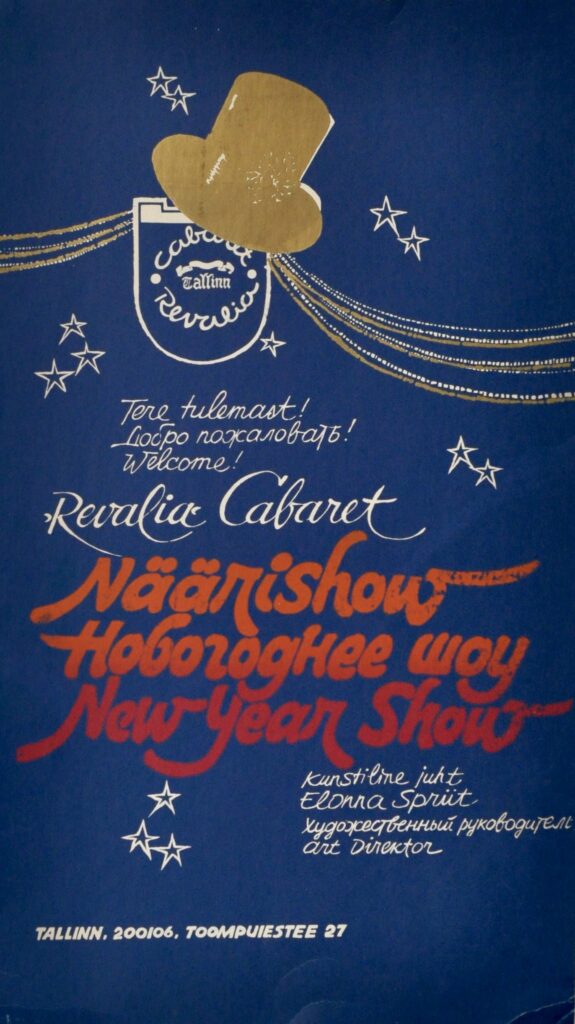 Cabaret
Tallinn
Revalia
Tere tulemast!
Добро пожаловать!
Welcome!
Revalia Cabaret
Näärishow
Новогоднее шоу
New Year Show
Kunstiline juht
Elonna Spriit
художественный руководитель
art Direktor
TALLINN, 200106, TOOMPUIESTEE 27